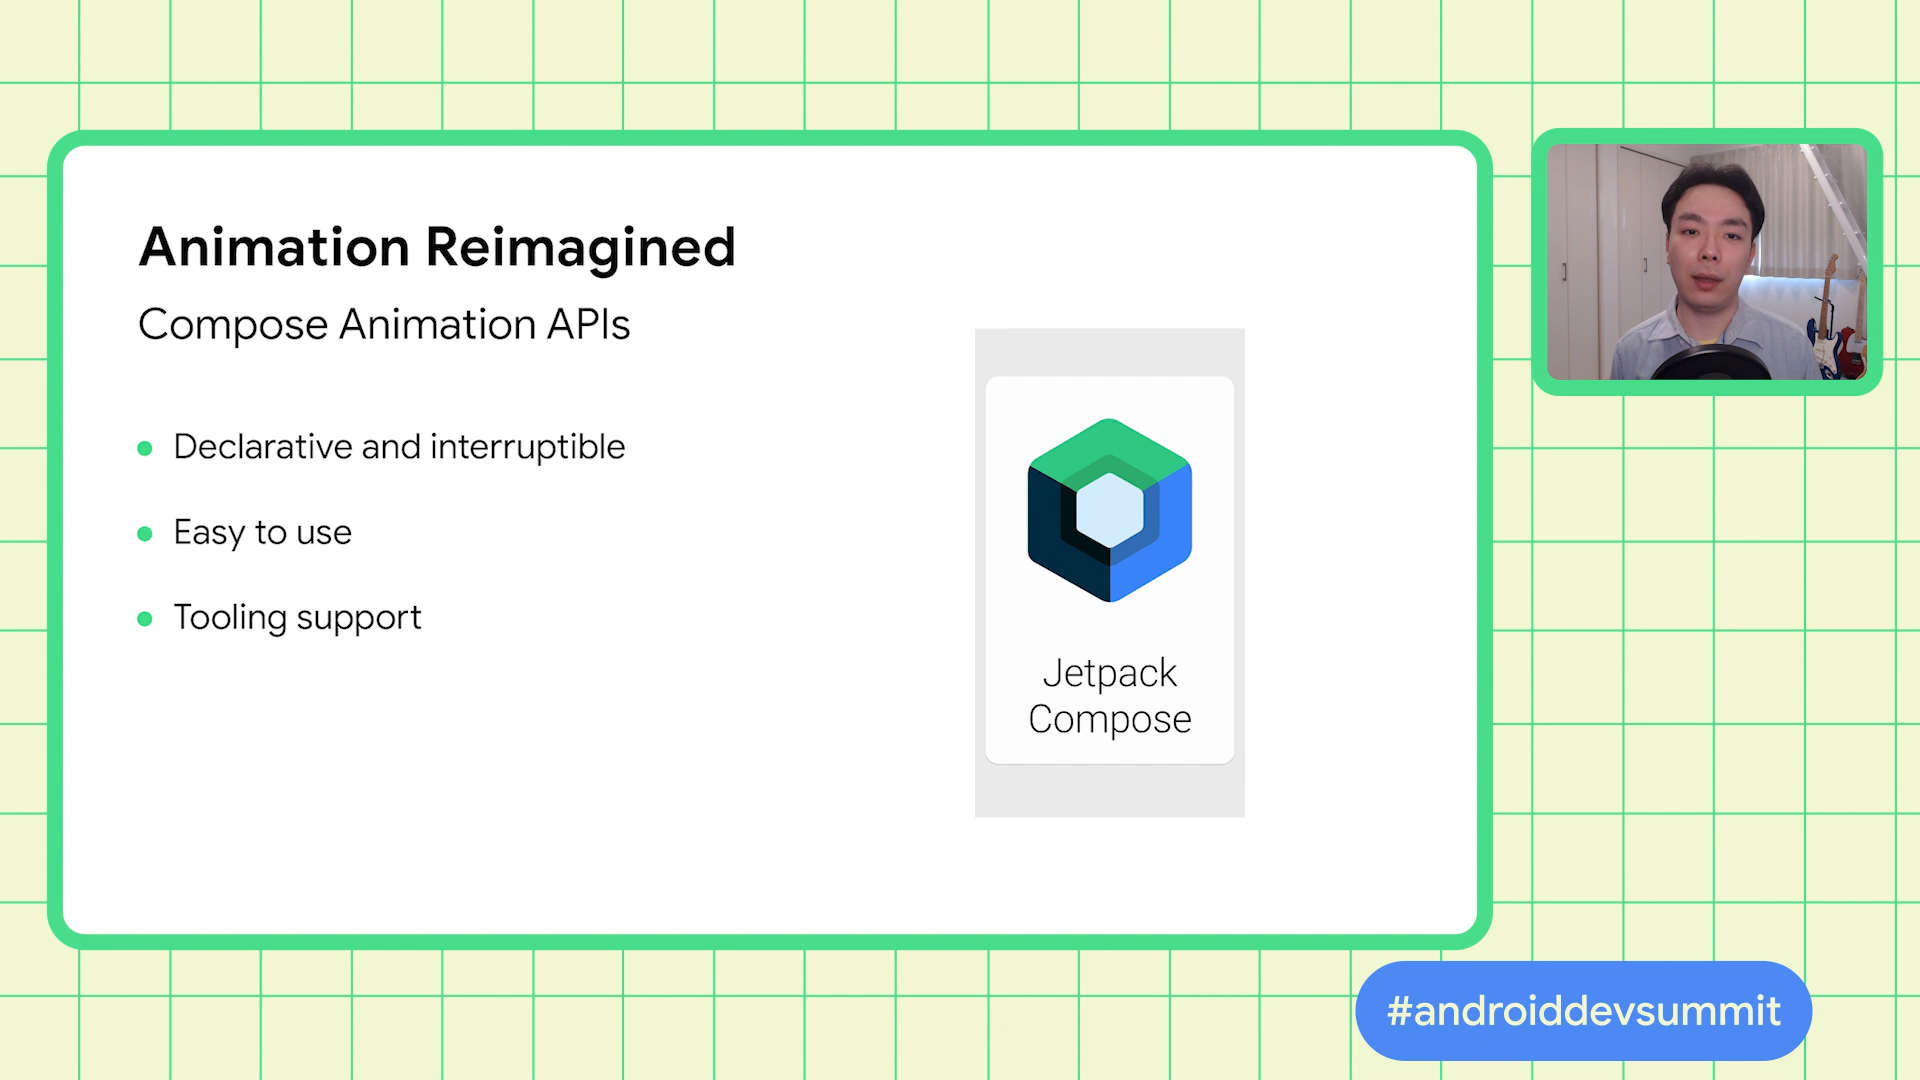 Animation Reimagined
Compose Animation APIs
Declarative and interruptible
Easy to use
Tooling support
Jetpack
Compose
#androiddevsummit